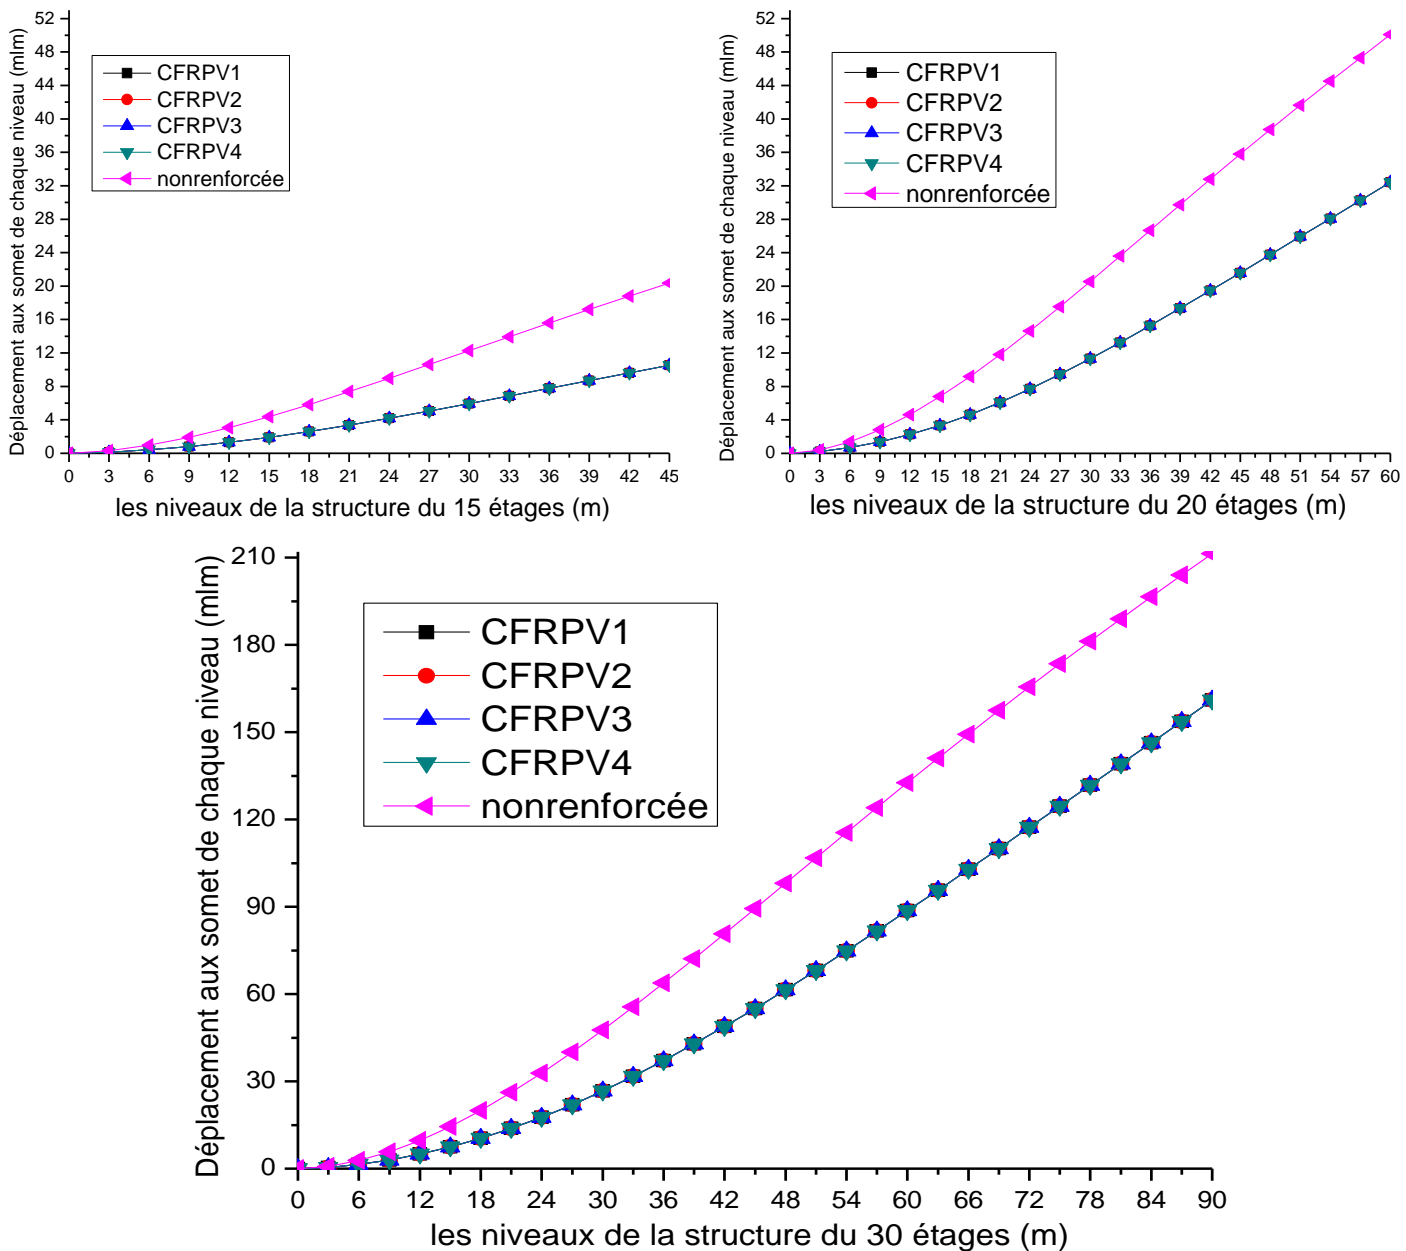 Déplacement aux somet de chaque niveau (mlm)
52
48
44
40
36
32
28
24
20
16
12
8
4
0
CFRPV1
CFRPV2
CFRPV3
CFRPV4
nonrenforcée
0 3 6 9 12 15 18 21 24 27 30 33 36 39 42 45
les niveaux de la structure du 15 étages (m)
Déplacement aux somet de chaque niveau (mlm)
52
48
44
40
36
32
28
24
20
16
12
8
4
0
CFRPV1
CFRPV2
CFRPV3
CFRPV4
nonrenforcée
0 3 6 9 12 15 18 21 24 27 30 33 36 39 42 45 48 51 54 57 60
les niveaux de la structure du 20 étages (m)
Déplacement aux somet de chaque niveau (mlm)
210
180
150
120
90
60
30
0
CFRPV1
CFRPV2
CFRPV3
CFRPV4
nonrenforcée
0 6 12 18 24 30 36 42 48 54 60 66 72 78 84 90
les niveaux de la structure du 30 étages (m)